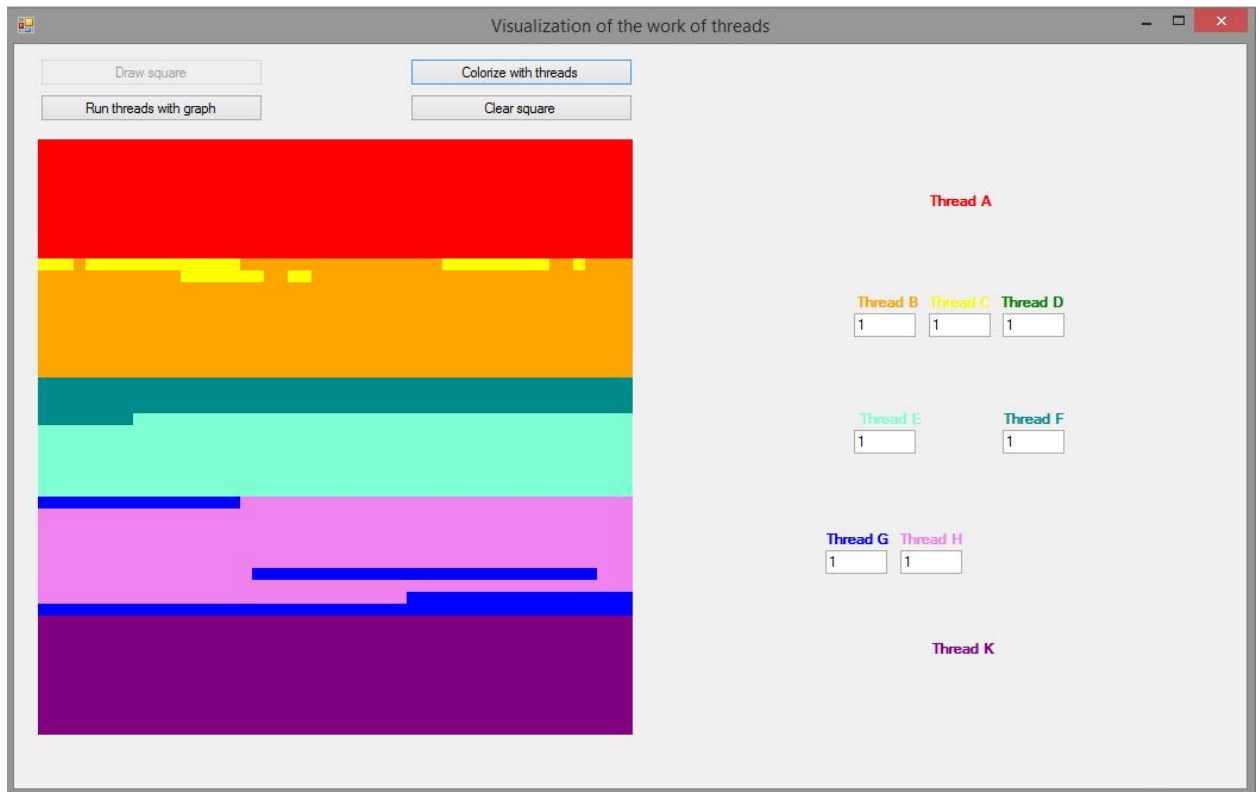 Visualization of the work of threads
Draw square
Colorize with threads
Run threads with graph
Clear square
Thread A
Thread B Thread C Thread D
1 1 1
Thread E Thread F
1 1
Thread G Thread H
1 1
Thread K